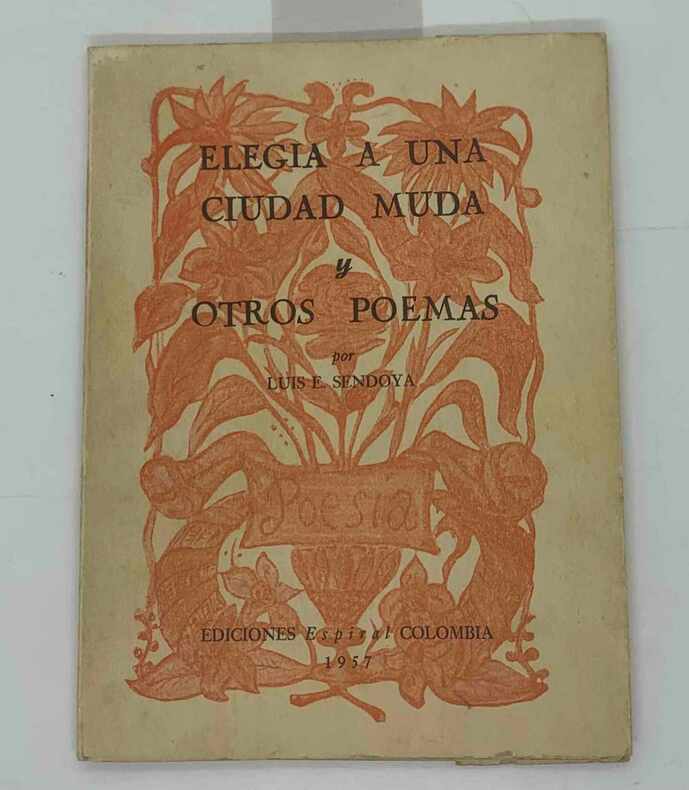 ELEGIA A UNA
CIUDAD MUDA
y
OTROS POEMAS
por
LUIS E. SENDOYA
Poesia
EDICIONES Espiral COLOMBIA
1957